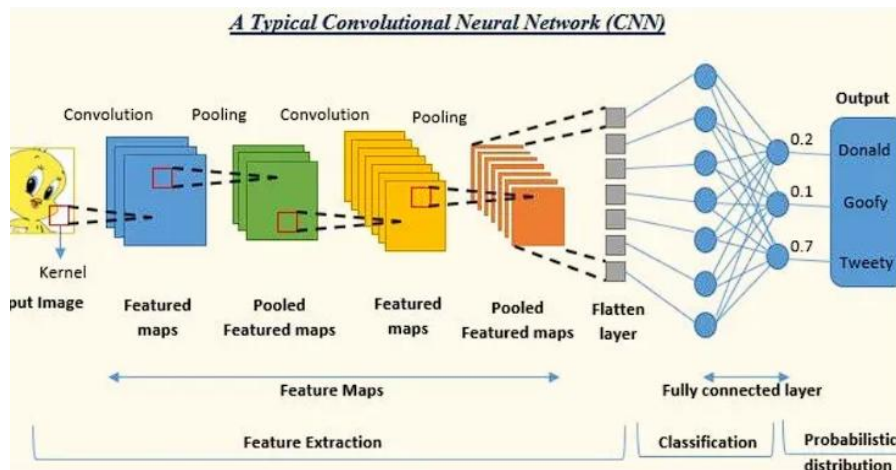 A Typical Convolutional Neural Network (CNN)
Convolution Pooling Convolution Pooling
Output
0.2
Donald
0.1
Goofy
0.7
Tweety
Kernel
put Image
Featured maps
Pooled Featured maps
Featured maps
Pooled Featured maps
Flatten layer
Feature Maps
Fully connected layer
Feature Extraction
Classification
Probabilistic distribution